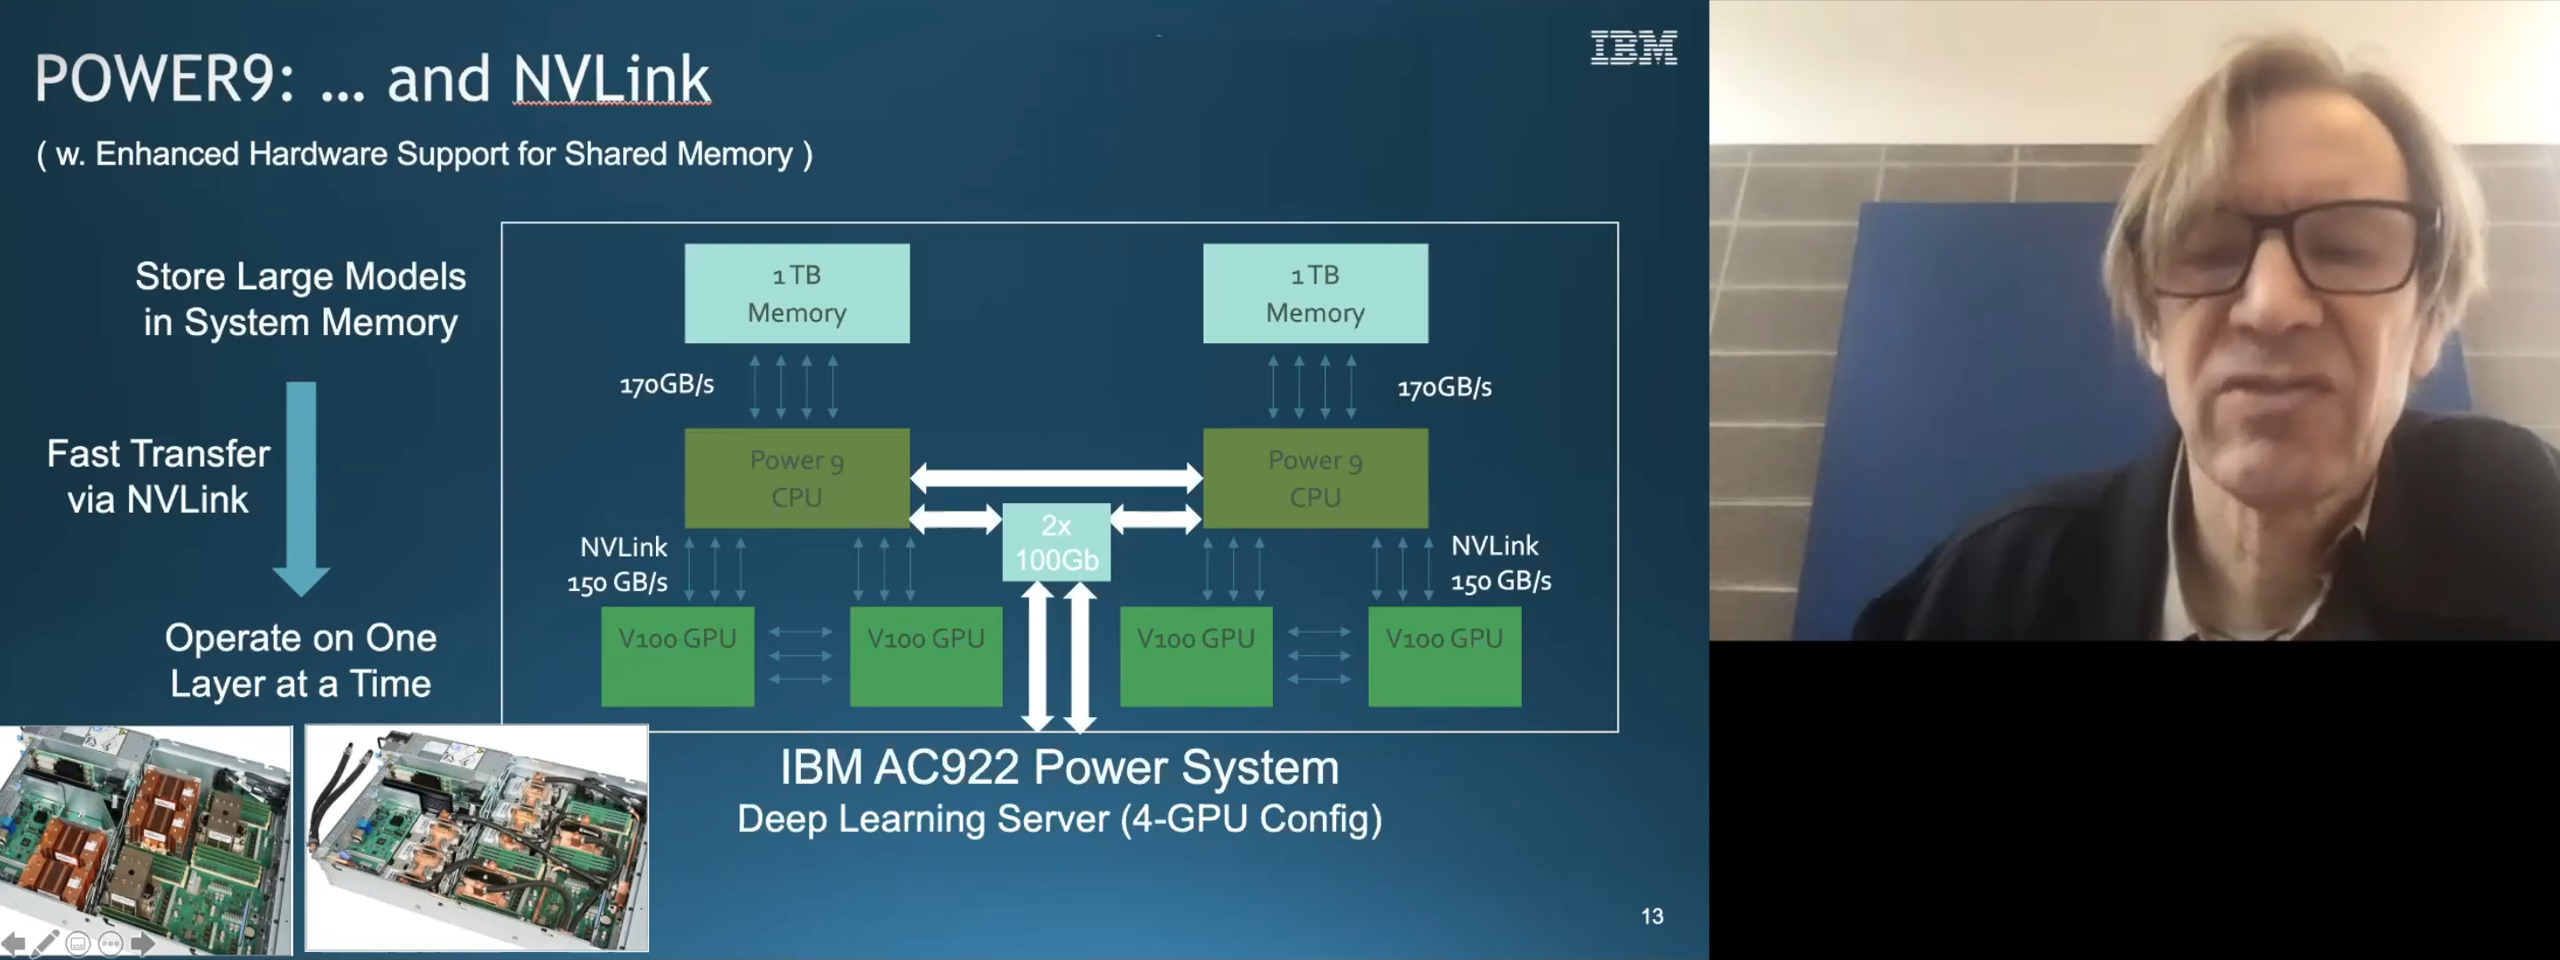 IBM
POWER9: ... and NVLink
( w. Enhanced Hardware Support for Shared Memory )
Store Large Models
in System Memory
Fast Transfer
via NVLink
Operate on One
Layer at a Time
1 TB
Memory
1 TB
Memory
170GB/s
170GB/s
Power 9
CPU
Power 9
CPU
2x
100Gb
NVLink
150 GB/s
NVLink
150 GB/s
V100 GPU
V100 GPU
V100 GPU
V100 GPU
IBM AC922 Power System
Deep Learning Server (4-GPU Config)
13